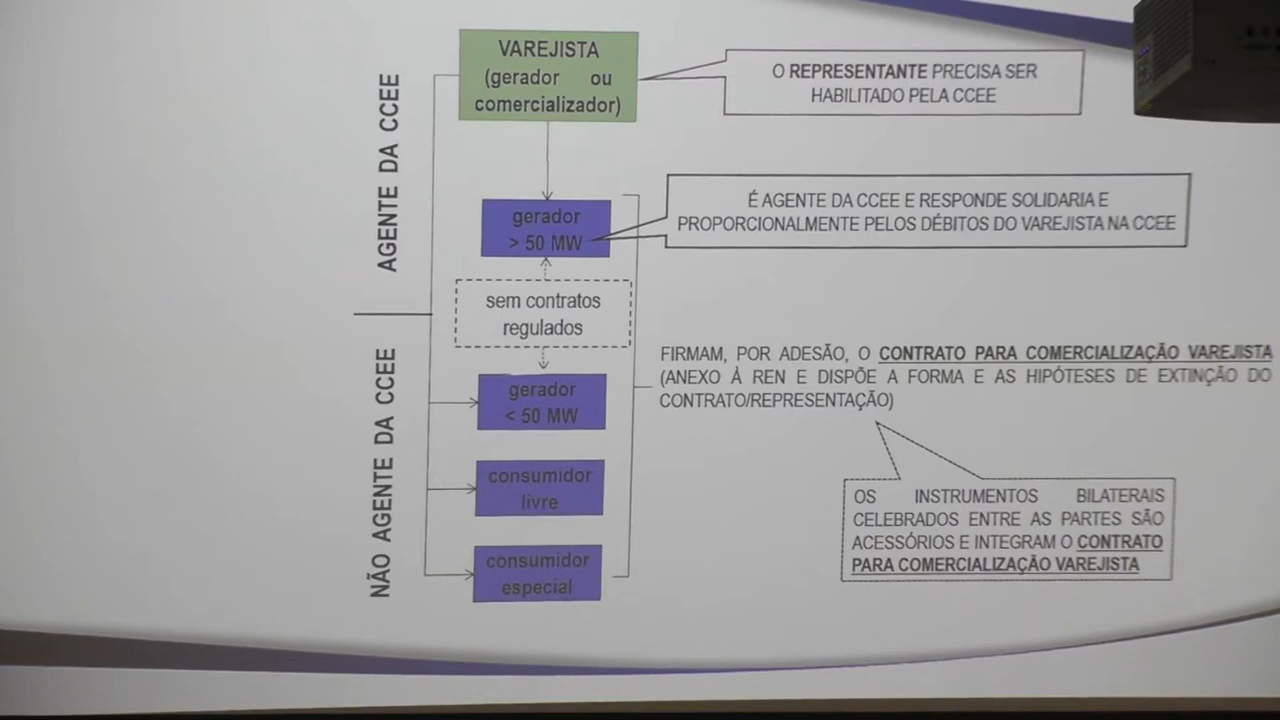 AGENTE DA CCEE
VAREJISTA
(gerador ou
comercializador)
O REPRESENTANTE PRECISA SER
HABILITADO PELA CCEE
gerador
> 50 MW
É AGENTE DA CCEE E RESPONDE SOLIDARIA E
PROPORCIONALMENTE PELOS DÉBITOS DO VAREJISTA NA CCEE
sem contratos
regulados
NÃO AGENTE DA CCEE
gerador
< 50 MW
consumidor
livre
consumidor
especial
FIRMAM, POR ADESÃO, O CONTRATO PARA COMERCIALIZAÇÃO VAREJISTA
(ANEXO À REN E DISPÕE A FORMA E AS HIPÓTESES DE EXTINÇÃO DO
CONTRATO/REPRESENTAÇÃO)
OS INSTRUMENTOS BILATERAIS
CELEBRADOS ENTRE AS PARTES SÃO
ACESSÓRIOS E INTEGRAM O CONTRATO
PARA COMERCIALIZAÇÃO VAREJISTA